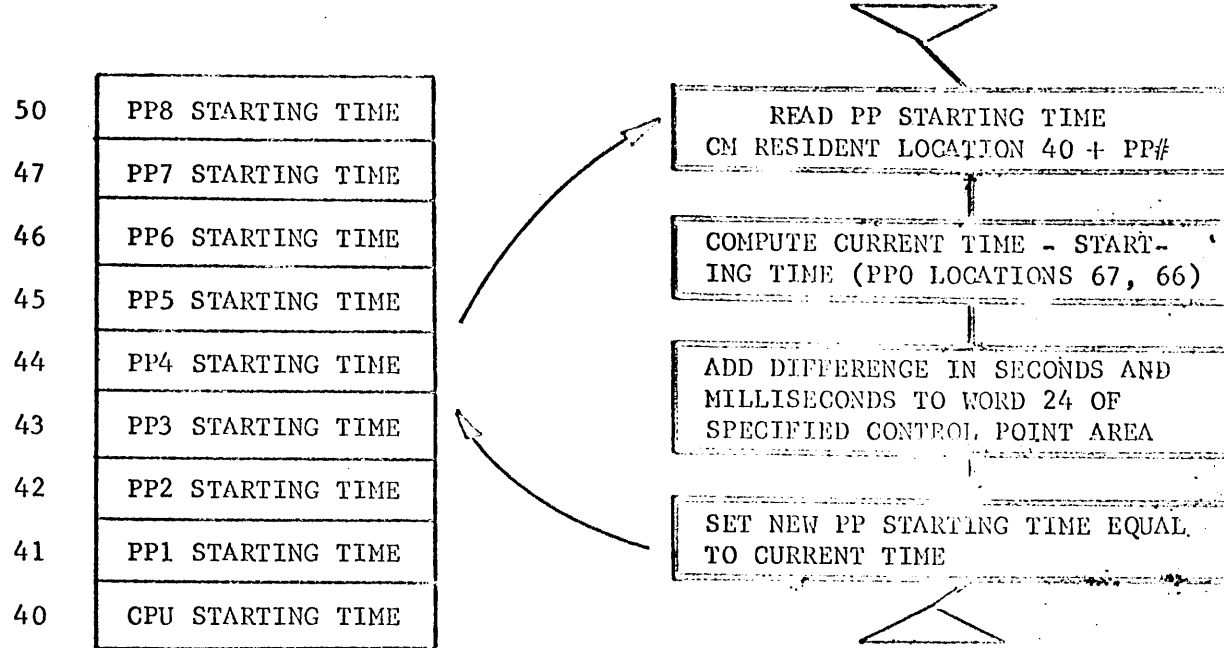 50 PP8 STARTING TIME
47 PP7 STARTING TIME
46 PP6 STARTING TIME
45 PP5 STARTING TIME
44 PP4 STARTING TIME
43 PP3 STARTING TIME
42 PP2 STARTING TIME
41 PP1 STARTING TIME
40 CPU STARTING TIME
READ PP STARTING TIME
CM RESIDENT LOCATION 40 + PP#
COMPUTE CURRENT TIME - START-
ING TIME (PP0 LOCATIONS 67, 66)
ADD DIFFERENCE IN SECONDS AND
MILLISECONDS TO WORD 24 OF
SPECIFIED CONTROL POINT AREA
SET NEW PP STARTING TIME EQUAL
TO CURRENT TIME